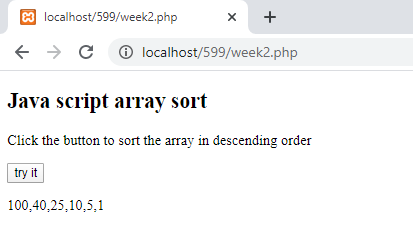 localhost/599/week2.php
localhost/599/week2.php
Java script array sort
Click the button to sort the array in descending order
try it
100,40,25,10,5,1